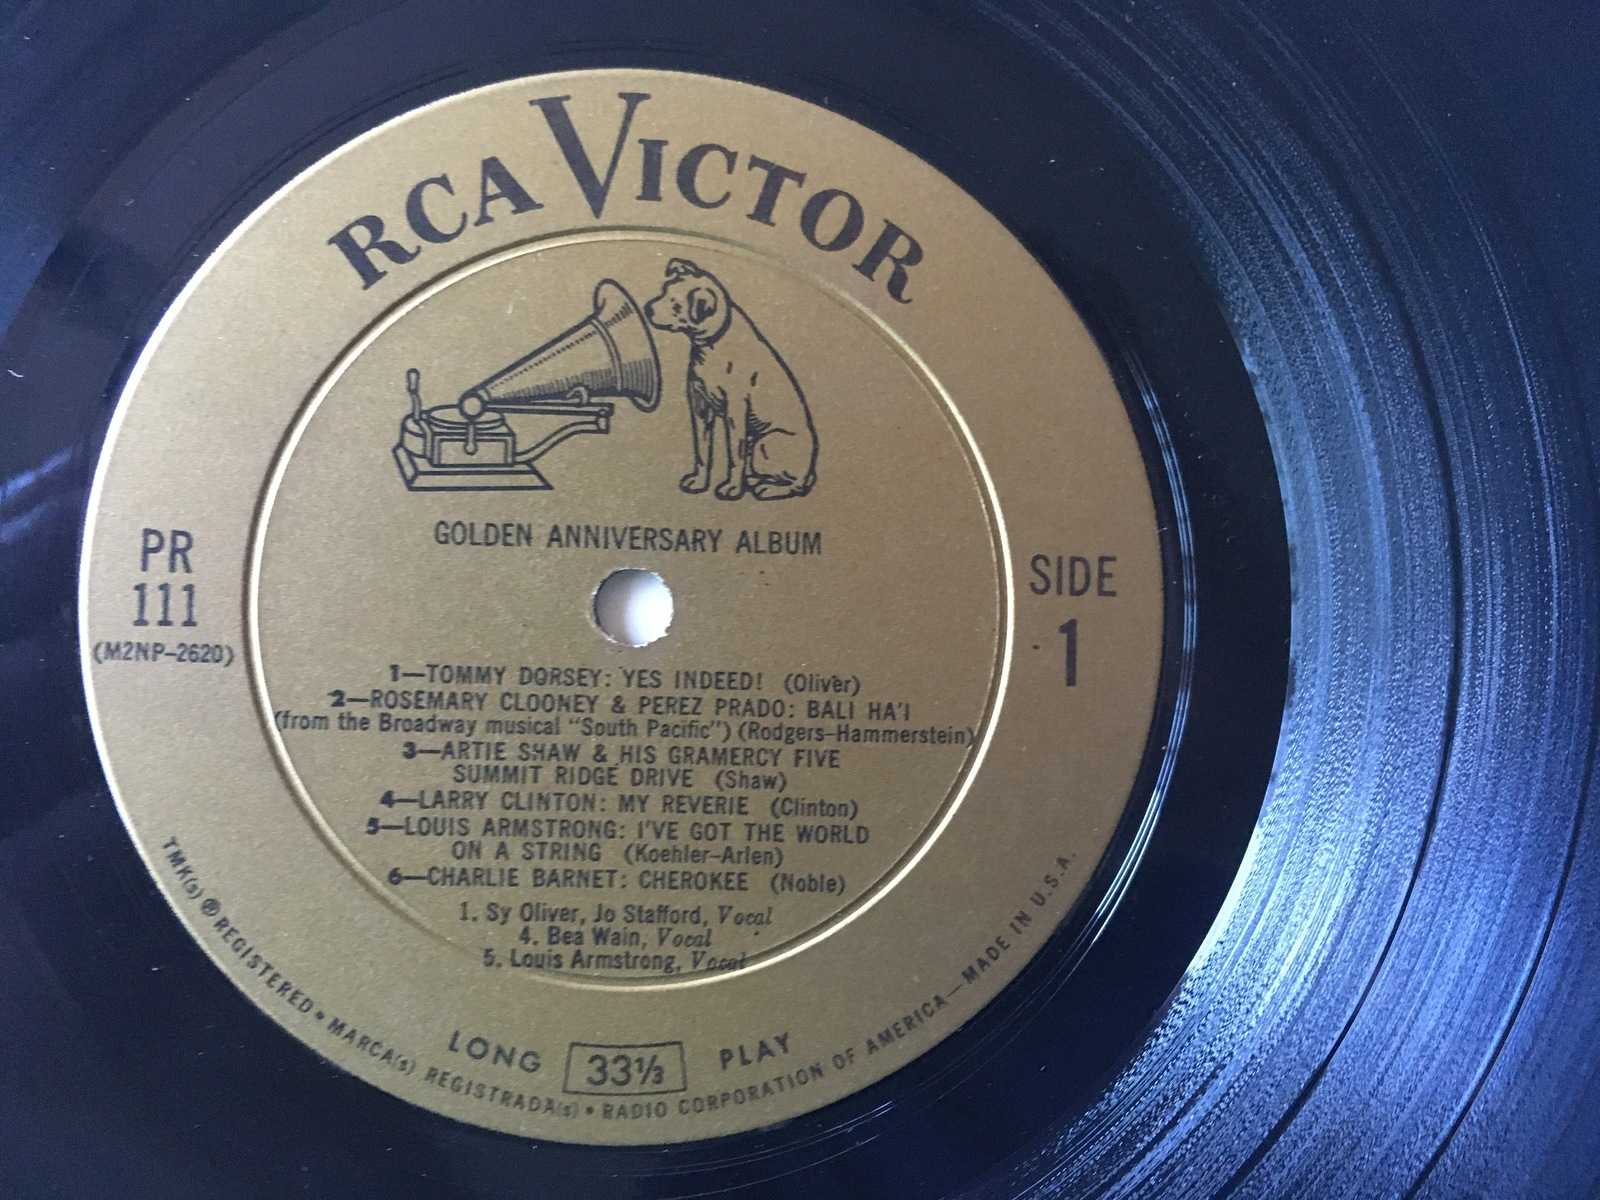 RCA VICTOR
GOLDEN ANNIVERSARY ALBUM
PR
111
(M2NP-2620)
SIDE
1
1—TOMMY DORSEY: YES INDEED! (Oliver)
2—ROSEMARY CLOONEY & PEREZ PRADO: BALI HA'I
(from the Broadway musical "South Pacific") (Rodgers-Hammerstein)
3—ARTIE SHAW & HIS GRAMERCY FIVE
SUMMIT RIDGE DRIVE (Shaw)
4—LARRY CLINTON: MY REVERIE (Clinton)
5—LOUIS ARMSTRONG: I'VE GOT THE WORLD
ON A STRING (Koehler-Arlen)
6—CHARLIE BARNET: CHEROKEE (Noble)
1. Sy Oliver, Jo Stafford, Vocal
4. Bea Wain, Vocal
5. Louis Armstrong, Vocal
LONG 33⅓ PLAY
TMK(s) ® REGISTERED • MARCA(s) REGISTRADA(s) • RADIO CORPORATION OF AMERICA—MADE IN U.S.A.